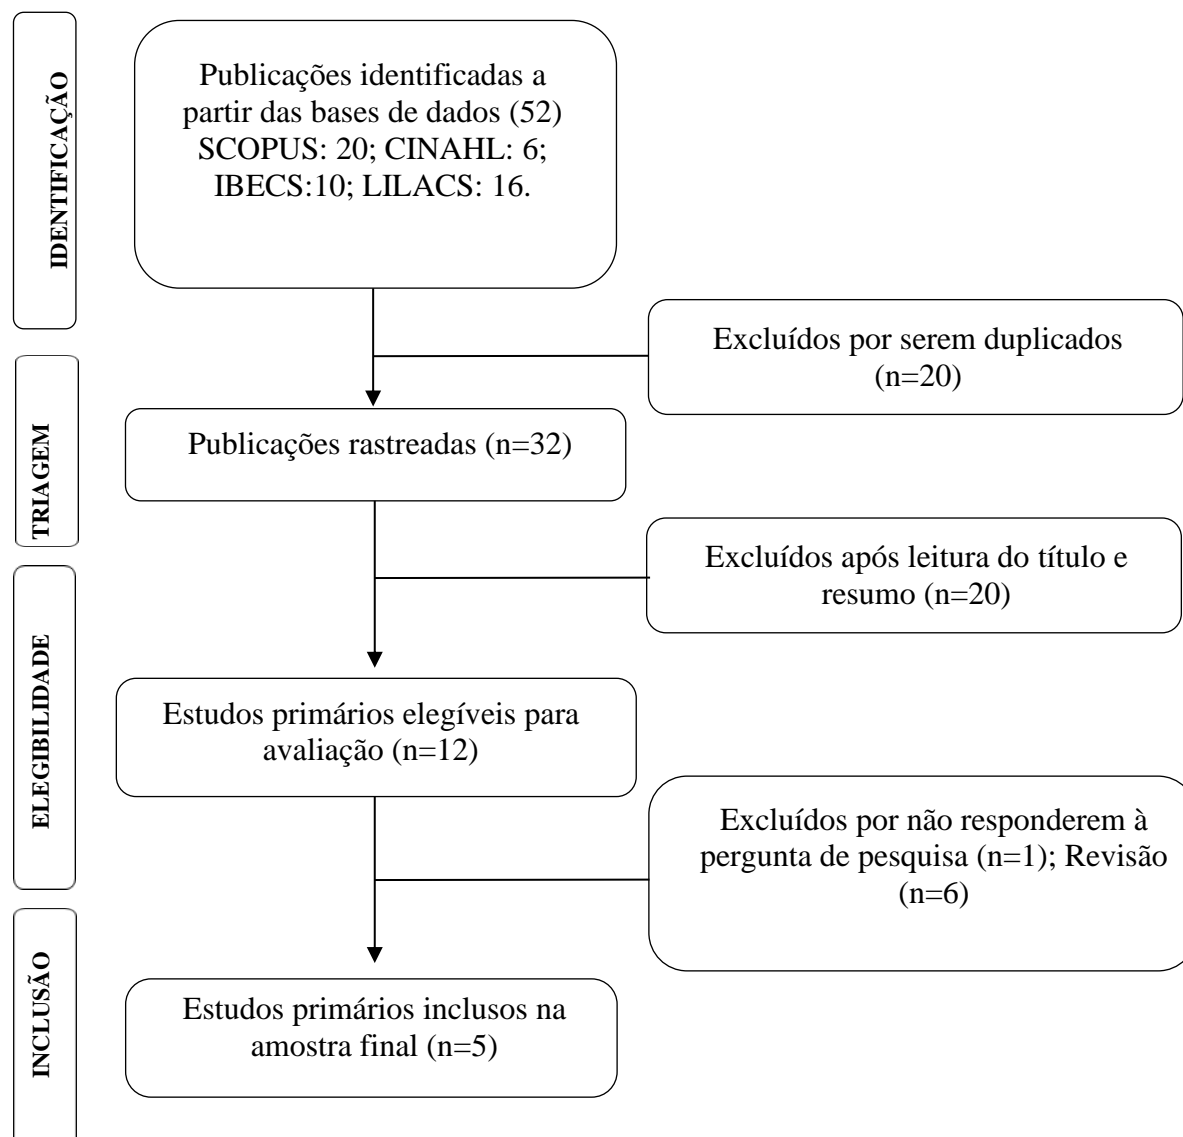 IDENTIFICAÇÃO
Publicações identificadas a
partir das bases de dados (52)
SCOPUS: 20; CINAHL: 6;
IBECS:10; LILACS: 16.
Excluídos por serem duplicados
(n=20)
TRIAGEM
Publicações rastreadas (n=32)
Excluídos após leitura do título e
resumo (n=20)
ELEGIBILIDADE
Estudos primários elegíveis para
avaliação (n=12)
Excluídos por não responderem à
pergunta de pesquisa (n=1); Revisão
(n=6)
INCLUSÃO
Estudos primários inclusos na
amostra final (n=5)